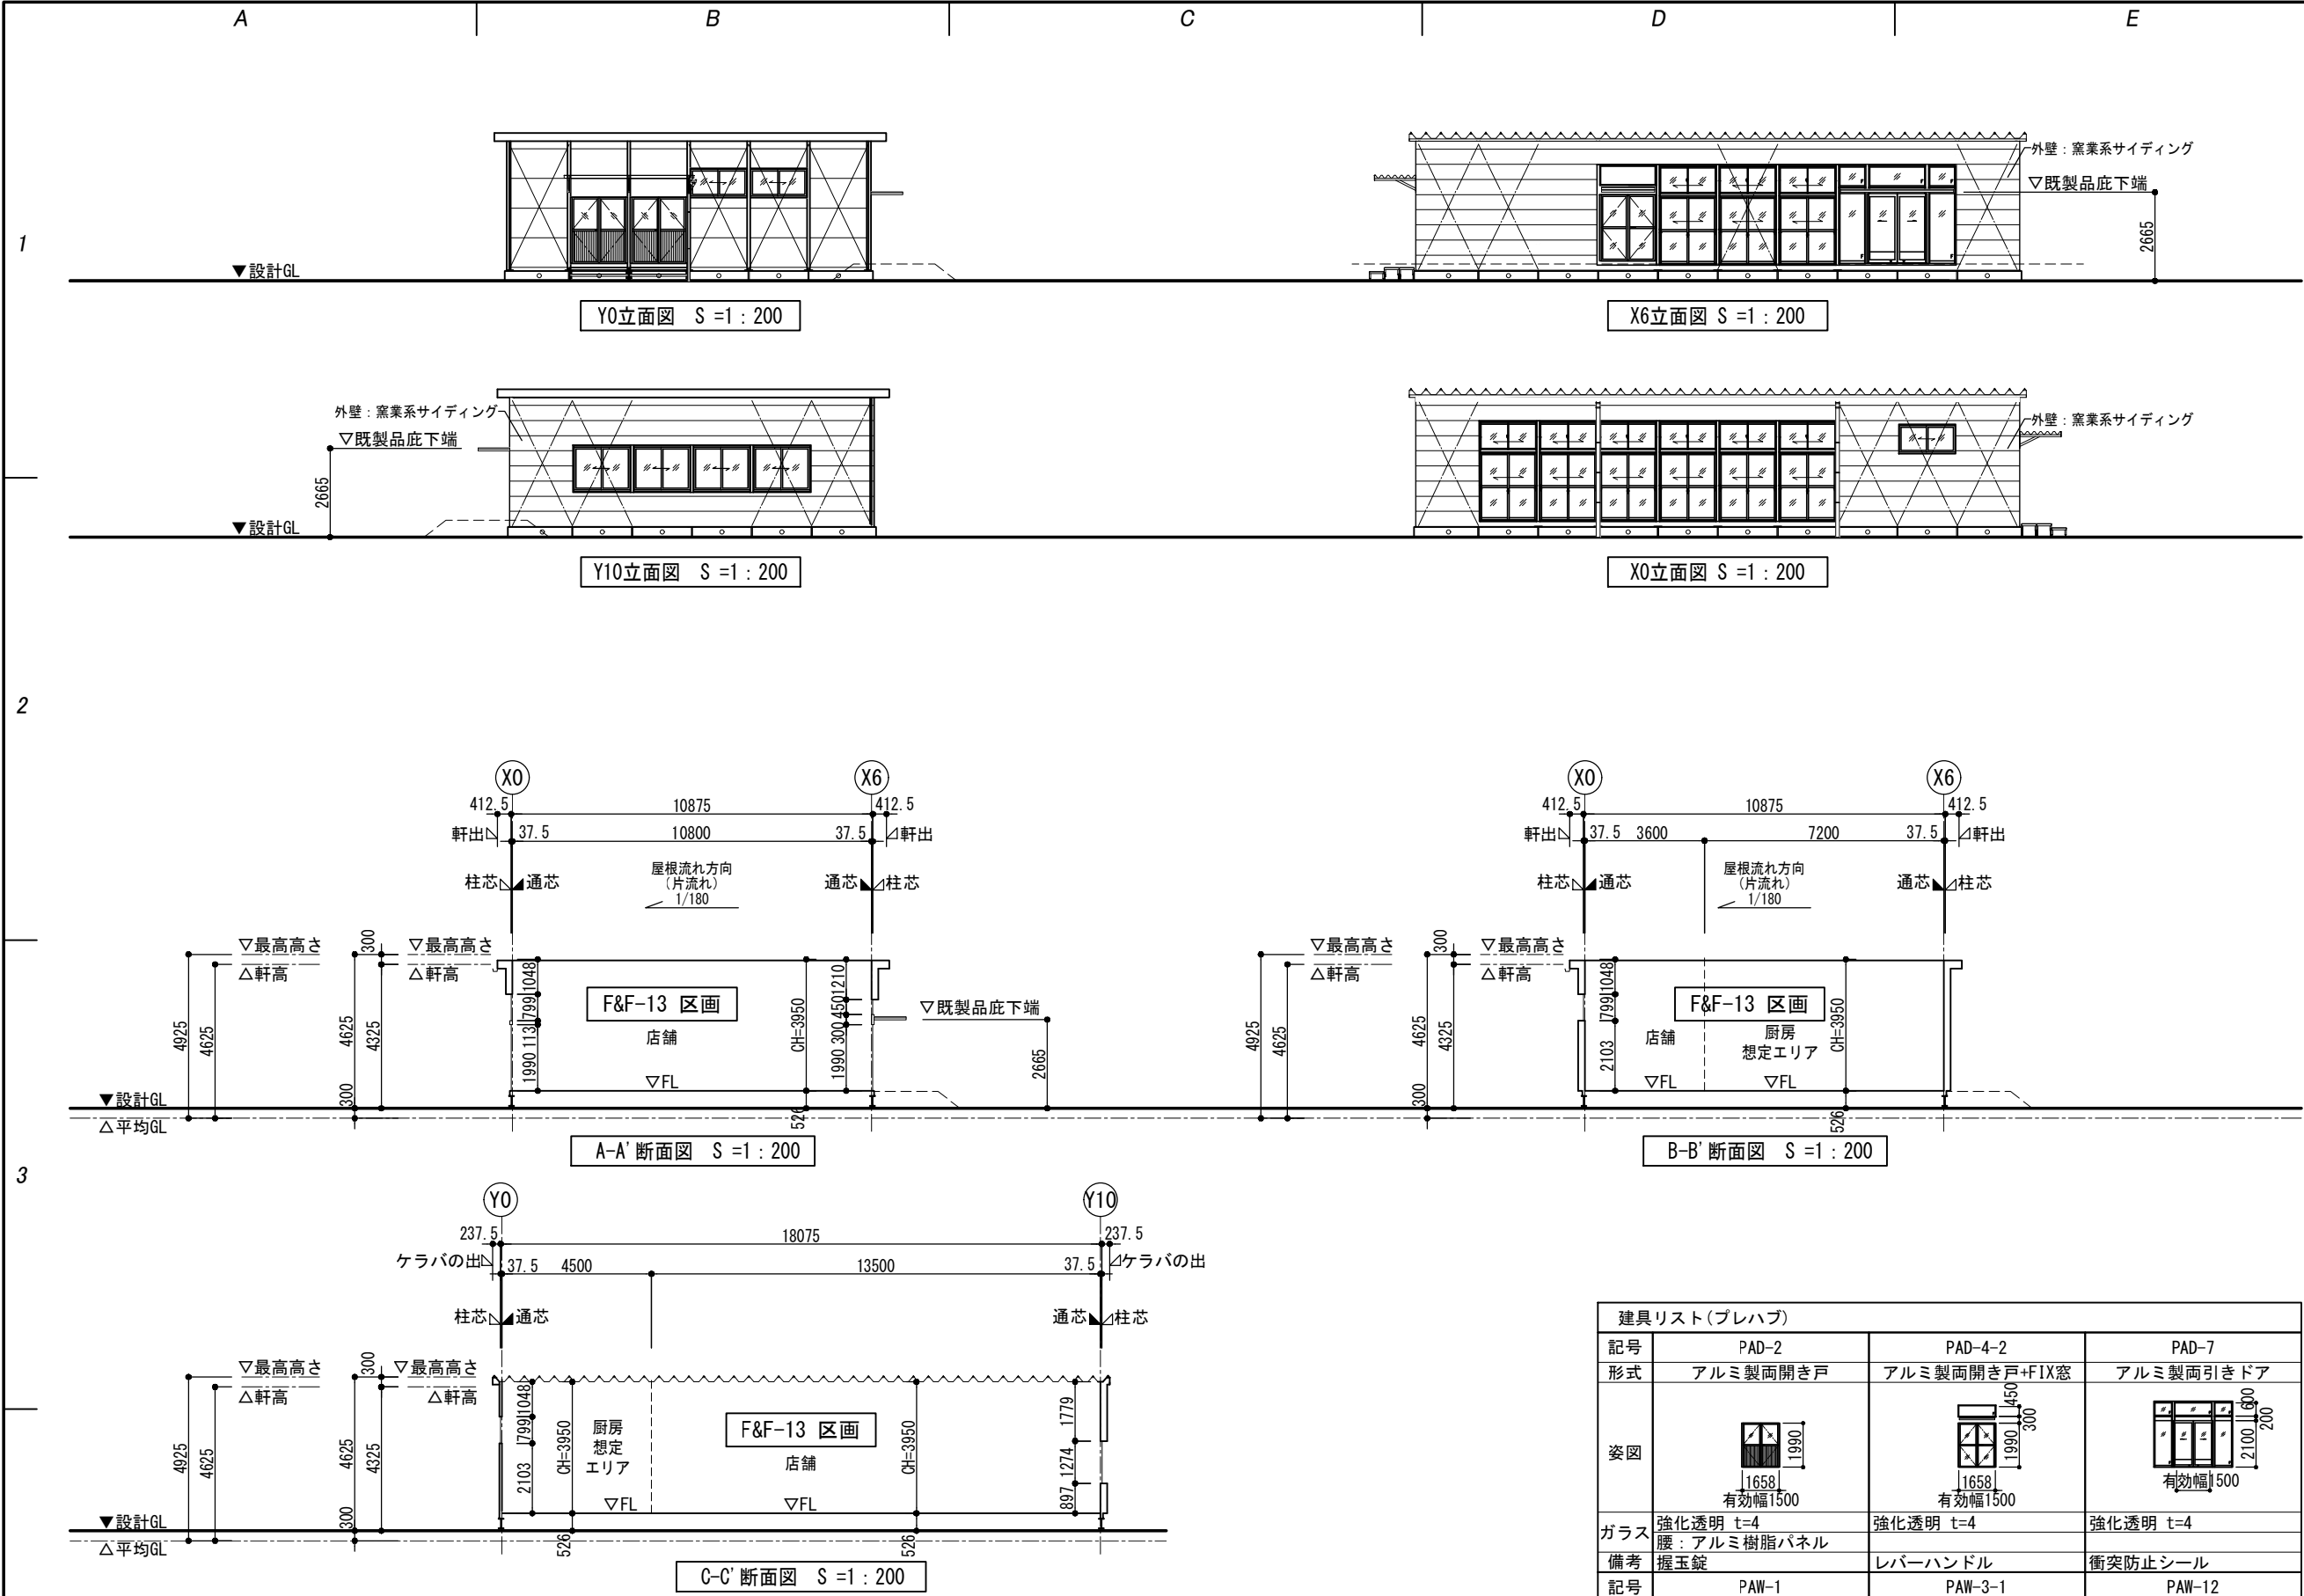 A
B
C
D
E
1
2
3
外壁：窯業系サイディング
▽既製品庇下端
2665
▼設計GL
Y0立面図 S =1：200
X6立面図 S =1：200
外壁：窯業系サイディング
▽既製品庇下端
2665
▼設計GL
外壁：窯業系サイディング
Y10立面図 S =1：200
X0立面図 S =1：200
X0
X6
412.5
10875
412.5
軒出
37.5
10800
37.5
軒出
柱芯
通芯
通芯
柱芯
屋根流れ方向
（片流れ）
1/180
▽最高高さ
△軒高
300
▽最高高さ
△軒高
4925
4625
4625
4325
300
1048
799
113
1990
F&F-13 区画
店舗
CH=3950
1210
450
300
1990
▽既製品庇下端
2665
▽FL
526
▼設計GL
△平均GL
A-A'断面図 S =1：200
X0
X6
412.5
10875
412.5
軒出
37.5
3600
7200
37.5
軒出
柱芯
通芯
通芯
柱芯
屋根流れ方向
（片流れ）
1/180
▽最高高さ
△軒高
300
▽最高高さ
△軒高
4925
4625
4625
4325
300
1048
799
2103
F&F-13 区画
店舗
厨房
想定エリア
CH=3950
▽FL
▽FL
526
B-B'断面図 S =1：200
Y0
Y10
237.5
18075
237.5
ケラバの出
37.5
4500
13500
37.5
ケラバの出
柱芯
通芯
通芯
柱芯
▽最高高さ
△軒高
300
▽最高高さ
△軒高
4925
4625
4625
4325
300
1048
799
2103
CH=3950
厨房
想定
エリア
F&F-13 区画
店舗
CH=3950
1779
1274
897
▽FL
▽FL
526
526
▼設計GL
△平均GL
C-C'断面図 S =1：200
建具リスト(プレハブ)
記号 PAD-2 PAD-4-2 PAD-7
形式 アルミ製両開き戸 アルミ製両開き戸+FIX窓 アルミ製両引きドア
姿図
1990
1658
有効幅1500
450
300
1990
1658
有効幅1500
600
200
2100
有効幅1500
ガラス 強化透明 t=4 強化透明 t=4 強化透明 t=4
腰：アルミ樹脂パネル
備考 握玉錠 レバーハンドル 衝突防止シール
記号 PAW-1 PAW-3-1 PAW-12